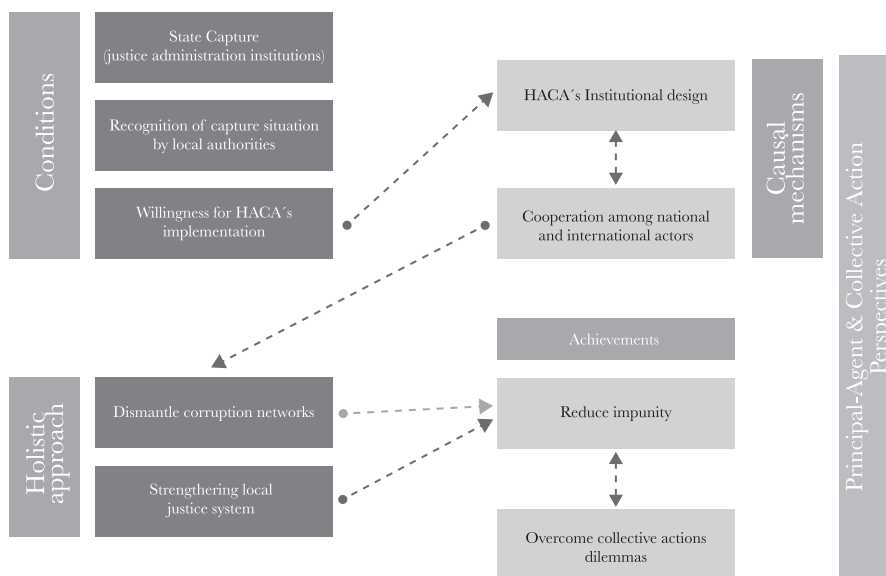 Conditions
State Capture
(justice administration institutions)
Recognition of capture situation
by local authorities
Willingness for HACA´s
implementation
HACA´s Institutional design
Cooperation among national
and international actors
Causal
mechanisms
Principal-Agent & Collective Action
Perspectives
Achievements
Holistic
approach
Dismantle corruption networks
Strengthering local
justice system
Reduce impunity
Overcome collective actions
dilemmas